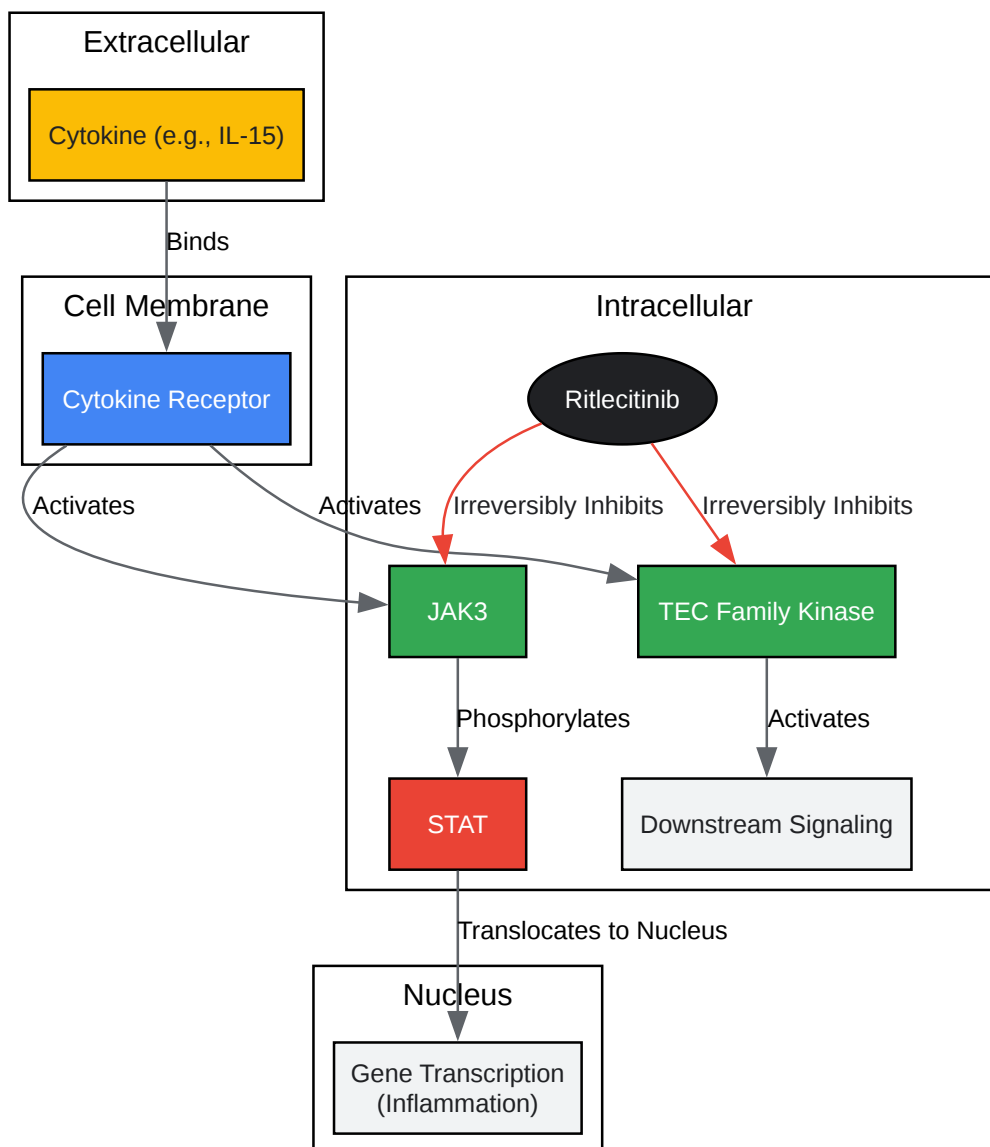 Extracellular
Cytokine (e.g., IL-15)
Binds
Cell Membrane
Intracellular
Cytokine Receptor
Ritlecitinib
Activates
Activates
Irreversibly Inhibits
Irreversibly Inhibits
JAK3
TEC Family Kinase
Phosphorylates
Activates
STAT
Downstream Signaling
Translocates to Nucleus
Nucleus
Gene Transcription
(Inflammation)